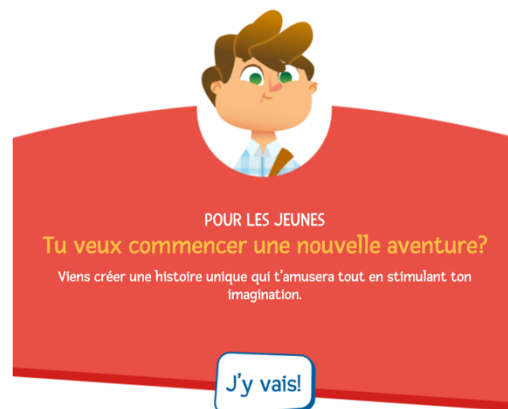 POUR LES JEUNES
Tu veux commencer une nouvelle aventure?
Viens créer une histoire unique qui t'amusera tout en stimulant ton
imagination.
J'y vais!